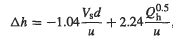 Δh = −1.04 V_s d / u + 2.24 Q_h^0.5 / u,